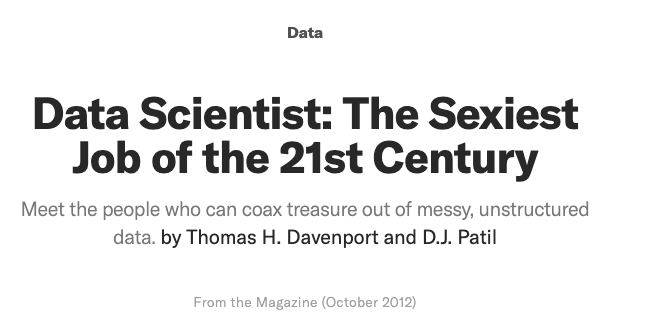 Data
Data Scientist: The Sexiest
Job of the 21st Century
Meet the people who can coax treasure out of messy, unstructured
data. by Thomas H. Davenport and D.J. Patil
From the Magazine (October 2012)